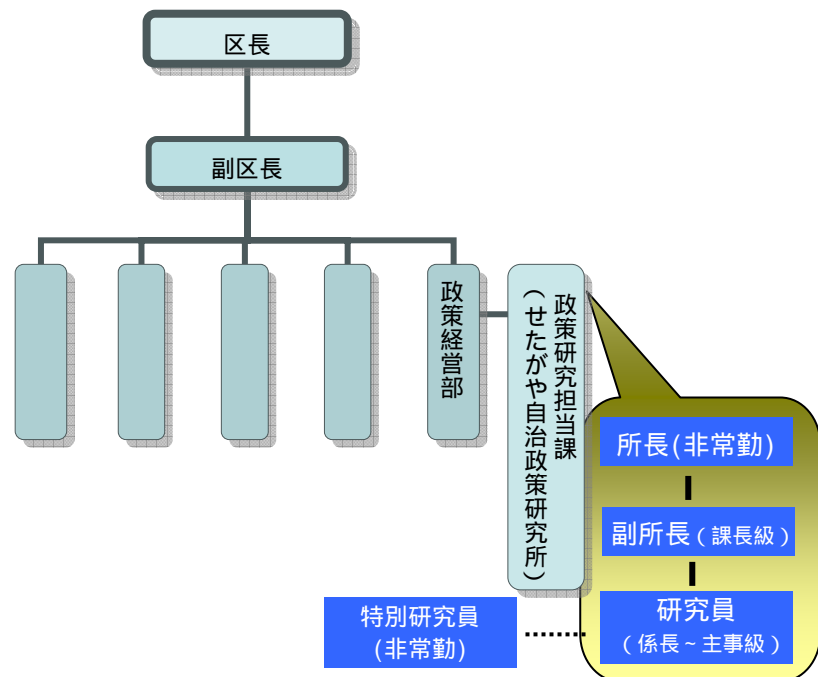 区長
副区長
政策経営部
政策研究担当課
(せたがや自治政策研究所)
所長(非常勤)
副所長(課長級)
研究員
(係長~主事級)
特別研究員
(非常勤)